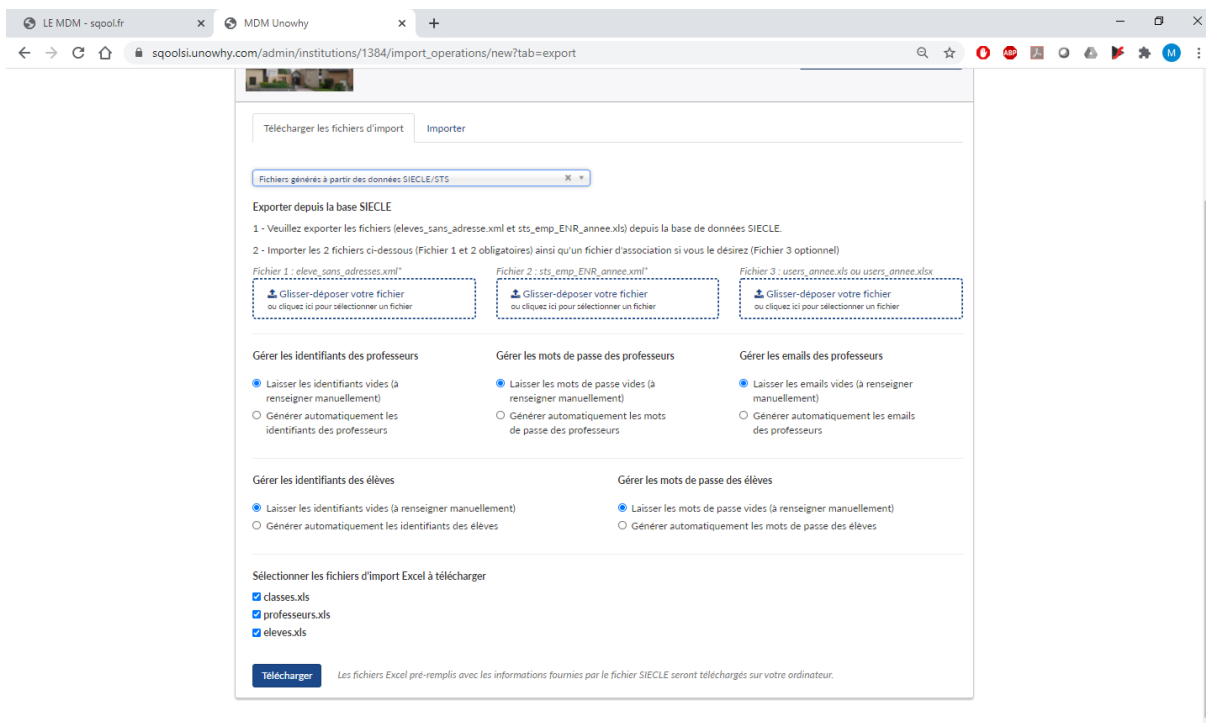 LE MDM - sqool.fr
MDM Unowhy
sqoolsi.unowhy.com/admin/institutions/1384/import_operations/new?tab=export
ABP
M
Télécharger les fichiers d'import
Importer
Fichiers générés à partir des données SIECLE/STS
Exporter depuis la base SIECLE
1 - Veuillez exporter les fichiers (eleves_sans_adresse.xml et sts_emp_ENR_annee.xls) depuis la base de données SIECLE.
2 - Importer les 2 fichiers ci-dessous (Fichier 1 et 2 obligatoires) ainsi qu'un fichier d'association si vous le désirez (Fichier 3 optionnel)
Fichier 1 : eleve_sans_adresses.xml*
Fichier 2 : sts_emp_ENR_annee.xml*
Fichier 3 : users_annee.xls ou users_annee.xlsx
Glisser-déposer votre fichier
ou cliquez ici pour sélectionner un fichier
Glisser-déposer votre fichier
ou cliquez ici pour sélectionner un fichier
Glisser-déposer votre fichier
ou cliquez ici pour sélectionner un fichier
Gérer les identifiants des professeurs
Laisser les identifiants vides (à
renseigner manuellement)
Générer automatiquement les
identifiants des professeurs
Gérer les mots de passe des professeurs
Laisser les mots de passe vides (à
renseigner manuellement)
Générer automatiquement les mots
de passe des professeurs
Gérer les emails des professeurs
Laisser les emails vides (à renseigner
manuellement)
Générer automatiquement les emails
des professeurs
Gérer les identifiants des élèves
Laisser les identifiants vides (à renseigner manuellement)
Générer automatiquement les identifiants des élèves
Gérer les mots de passe des élèves
Laisser les mots de passe vides (à renseigner manuellement)
Générer automatiquement les mots de passe des élèves
Sélectionner les fichiers d'import Excel à télécharger
classes.xls
professeurs.xls
eleves.xls
Télécharger
Les fichiers Excel pré-remplis avec les informations fournies par le fichier SIECLE seront téléchargés sur votre ordinateur.